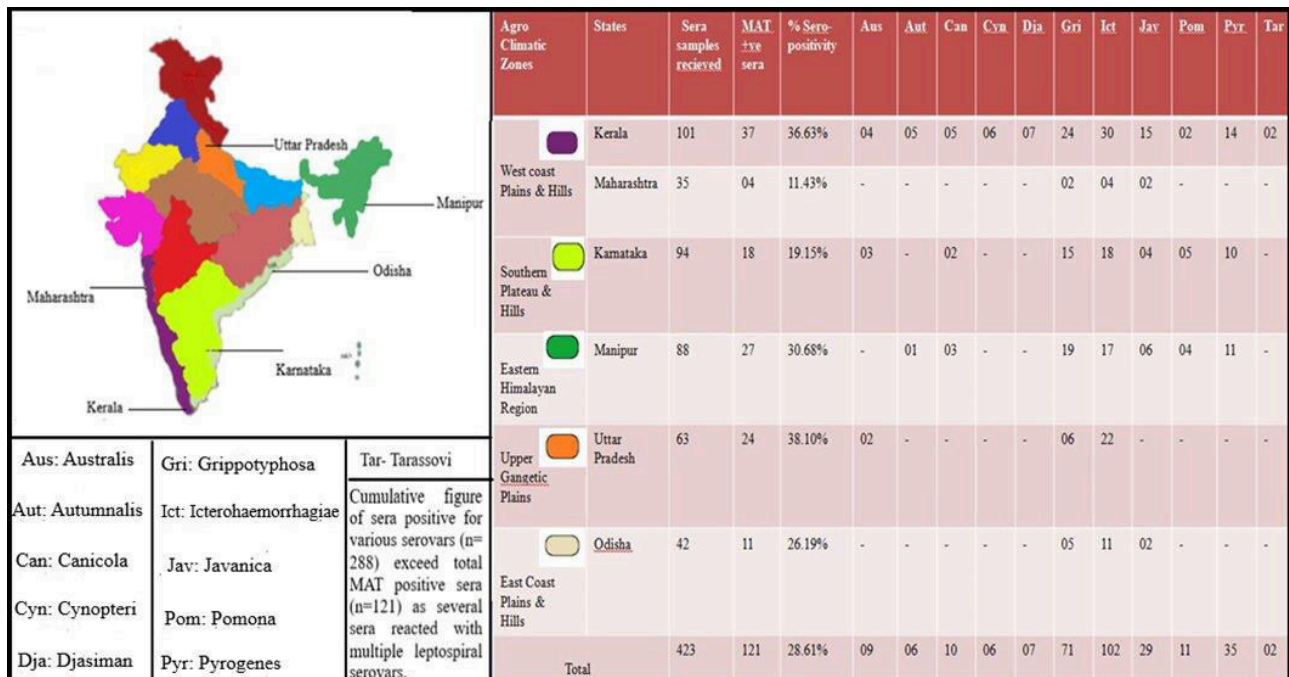 Uttar Pradesh
Manipur
Odisha
Maharashtra
Karnataka
Kerala
Aus: Australis
Aut: Autumnalis
Can: Canicola
Cyn: Cynopteri
Dja: Djasiman
Gri: Grippotyphosa
Ict: Icterohaemorrhagiae
Jav: Javanica
Pom: Pomona
Pyr: Pyrogenes
Tar- Tarassovi
Cumulative figure
of sera positive for
various serovars (n=
288) exceed total
MAT positive sera
(n=121) as several
sera reacted with
multiple leptospiral
serovars.
Agro Climatic Zones States Sera samples recieved MAT +ve sera % Sero-positivity Aus Aut Can Cyn Dja Gri Ict Jav Pom Pyr Tar
West coast Plains & Hills Kerala 101 37 36.63% 04 05 05 06 07 24 30 15 02 14 02
Maharashtra 35 04 11.43% - - - - - 02 04 02 - - -
Southern Plateau & Hills Karnataka 94 18 19.15% 03 - 02 - - 15 18 04 05 10 -
Eastern Himalayan Region Manipur 88 27 30.68% - 01 03 - - 19 17 06 04 11 -
Upper Gangetic Plains Uttar Pradesh 63 24 38.10% 02 - - - - 06 22 - - - -
East Coast Plains & Hills Odisha 42 11 26.19% - - - - - 05 11 02 - - -
Total 423 121 28.61% 09 06 10 06 07 71 102 29 11 35 02